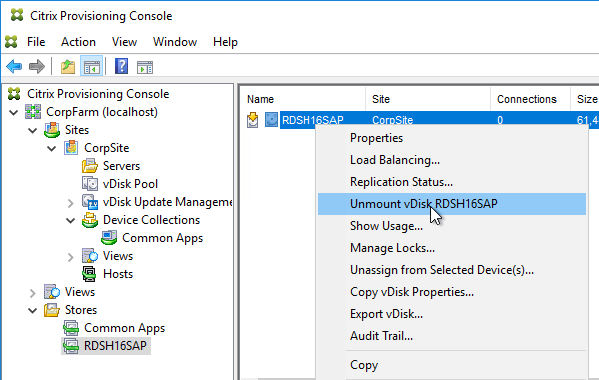 Citrix Provisioning Console
File Action View Window Help
Citrix Provisioning Console
CorpFarm (localhost)
Sites
CorpSite
Servers
vDisk Pool
vDisk Update Manageme
Device Collections
Common Apps
Views
Hosts
Views
Stores
Common Apps
RDSH16SAP
Name Site Connections Size
RDSH16SAP CorpSite 0 61,4
Properties
Load Balancing...
Replication Status...
Unmount vDisk RDSH16SAP
Show Usage...
Manage Locks...
Unassign from Selected Device(s)...
Copy vDisk Properties...
Export vDisk...
Audit Trail...
Copy